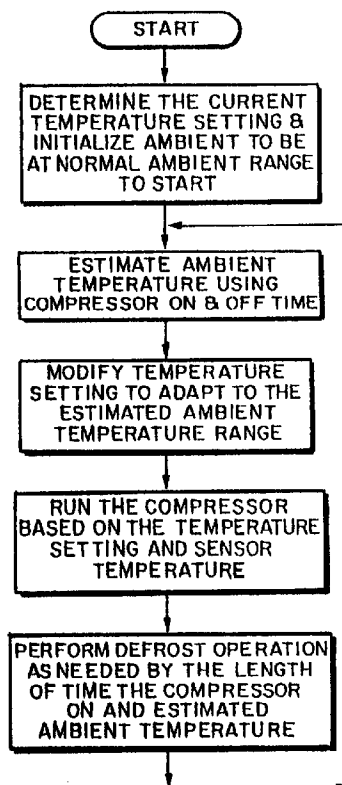 START
DETERMINE THE CURRENT
TEMPERATURE SETTING &
INITIALIZE AMBIENT TO BE
AT NORMAL AMBIENT RANGE
TO START
ESTIMATE AMBIENT
TEMPERATURE USING
COMPRESSOR ON & OFF TIME
MODIFY TEMPERATURE
SETTING TO ADAPT TO THE
ESTIMATED AMBIENT
TEMPERATURE RANGE
RUN THE COMPRESSOR
BASED ON THE TEMPERATURE
SETTING AND SENSOR
TEMPERATURE
PERFORM DEFROST OPERATION
AS NEEDED BY THE LENGTH
OF TIME THE COMPRESSOR
ON AND ESTIMATED
AMBIENT TEMPERATURE